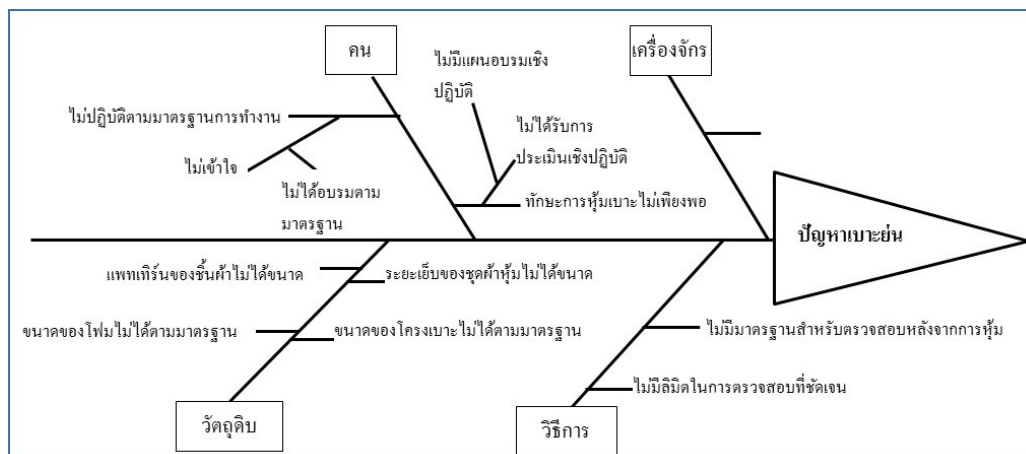 คน
เครื่องจักร
ไม่มีแผนอบรมเชิง
ปฏิบัติ
ไม่ปฏิบัติตามมาตรฐานการทำงาน
ไม่ได้รับการ
ประเมินเชิงปฏิบัติ
ไม่เข้าใจ
ไม่ได้อบรมตาม
มาตรฐาน
ทักษะการหุ้มเบาะไม่เพียงพอ
ปัญหาเบาะย่น
แพทเทิร์นของชิ้นผ้าไม่ได้ขนาด
ระยะเย็บของชุดผ้าหุ้มไม่ได้ขนาด
ขนาดของโฟมไม่ได้ตามมาตรฐาน
ขนาดของโครงเบาะไม่ได้ตามมาตรฐาน
ไม่มีมาตรฐานสำหรับตรวจสอบหลังจากการหุ้ม
ไม่มีลิมิตในการตรวจสอบที่ชัดเจน
วัตถุดิบ
วิธีการ